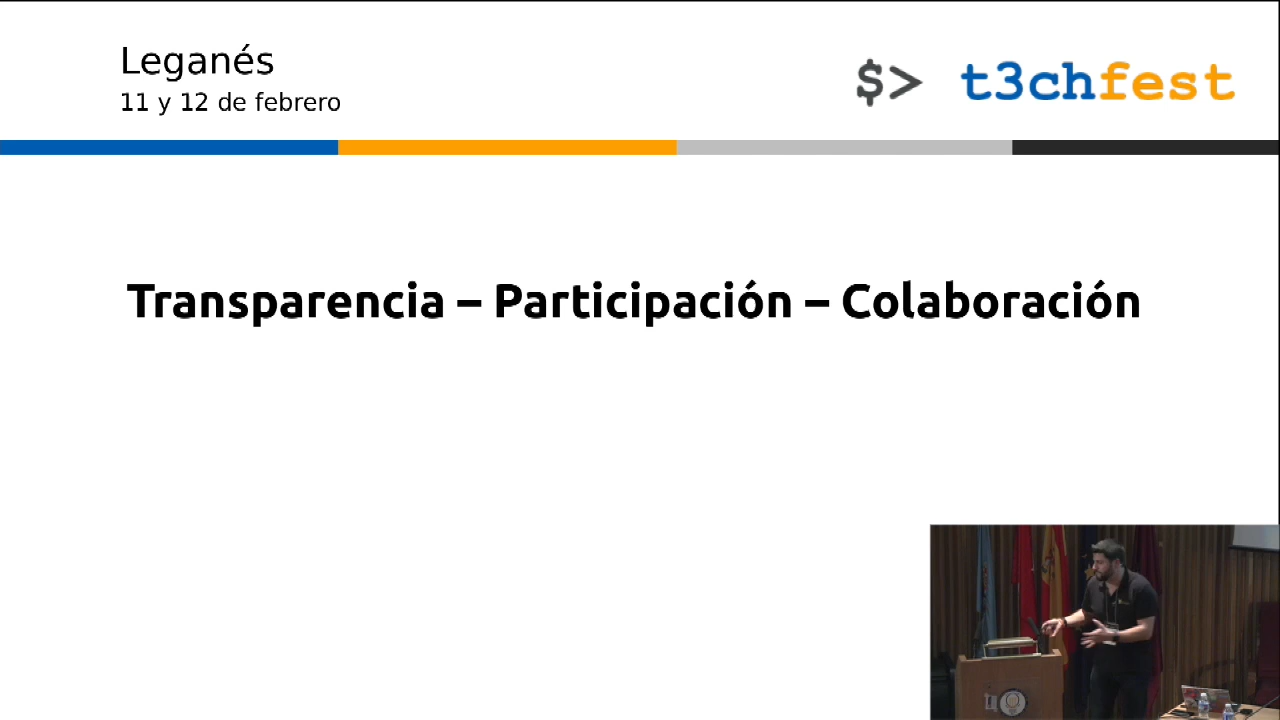 Leganés
11 y 12 de febrero
$> t3chfest
Transparencia – Participación – Colaboración